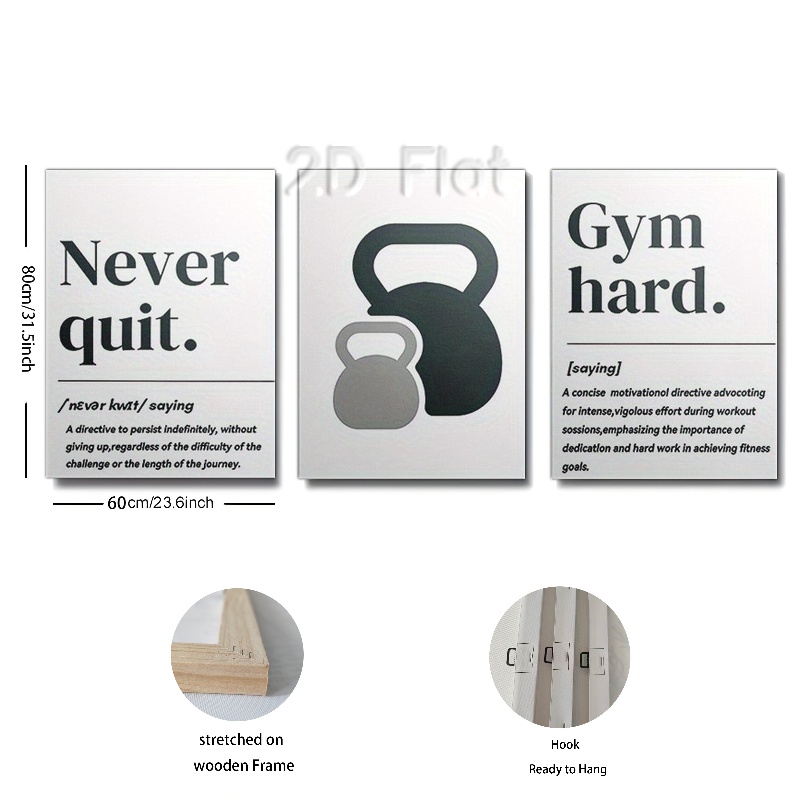 2D Flat
Never
quit.
/nɛvər kwɪt/ saying
A directive to persist indefinitely, without
giving up,regardless of the difficulty of the
challenge or the length of the journey.
Gym
hard.
[saying]
A concise motivationol directive advocoting
for intense,vigolous effort during workout
sossions,emphasizing the importance of
dedication and hard work in achieving fitness
goals.
80cm/31.5inch
60cm/23.6inch
stretched on
wooden Frame
Hook
Ready to Hang